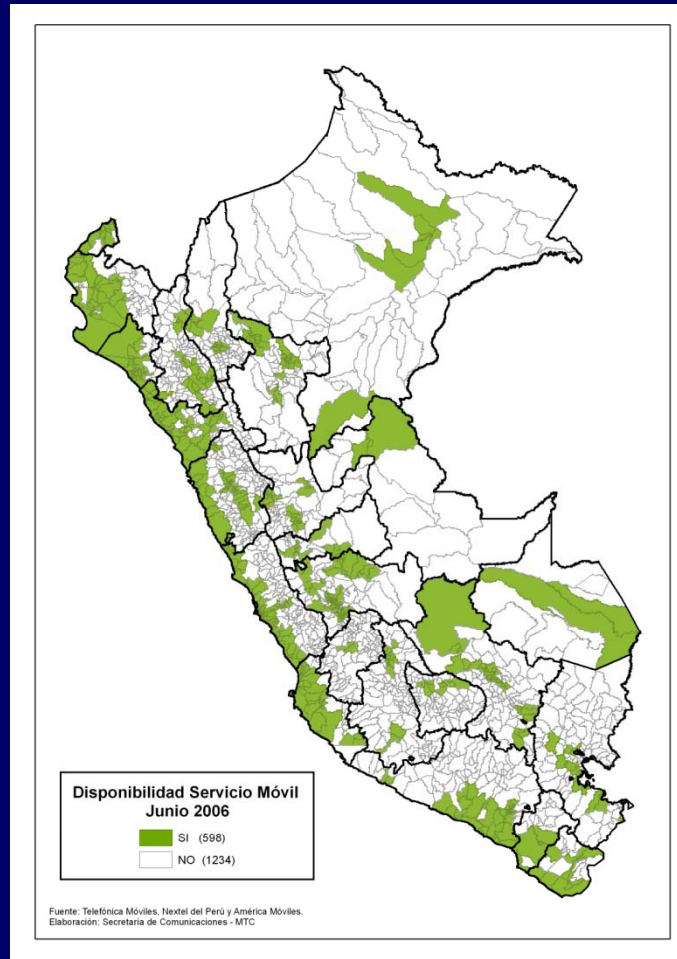 Disponibilidad Servicio Móvil
Junio 2006
SI (598)
NO (1234)
Fuente: Telefónica Móviles, Nextel del Perú y América Móviles.
Elaboración: Secretaría de Comunicaciones - MTC